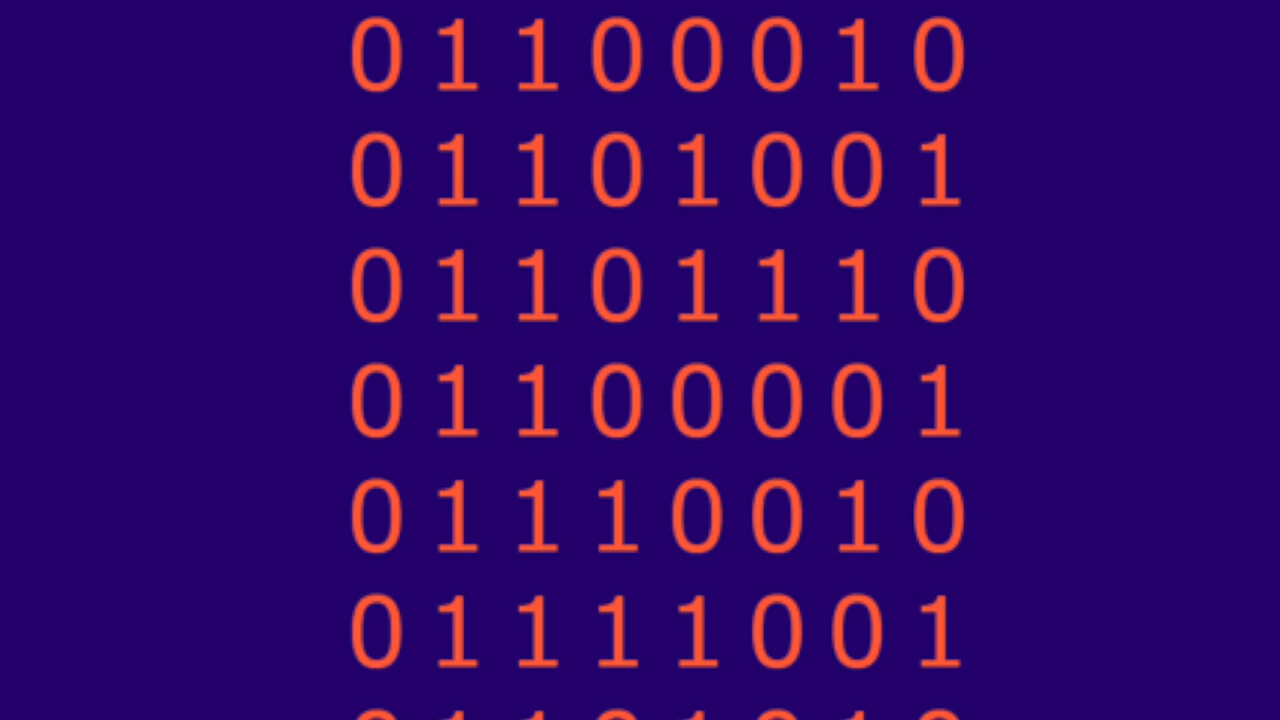 0 1 1 0 0 0 1 0
0 1 1 0 1 0 0 1
0 1 1 0 1 1 1 0
0 1 1 0 0 0 0 1
0 1 1 1 0 0 1 0
0 1 1 1 1 0 0 1